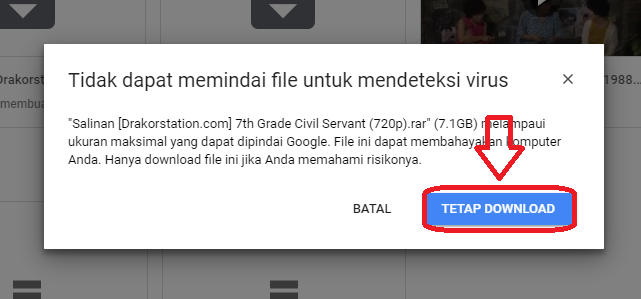 1988...
Tidak dapat memindai file untuk mendeteksi virus
Drakorstation
"Salinan [Drakorstation.com] 7th Grade Civil Servant (720p).rar" (7.1GB) melampaui
ukuran maksimal yang dapat dipindai Google. File ini dapat membahayakan komputer
Anda. Hanya download file ini jika Anda memahami risikonya.
BATAL
TETAP DOWNLOAD